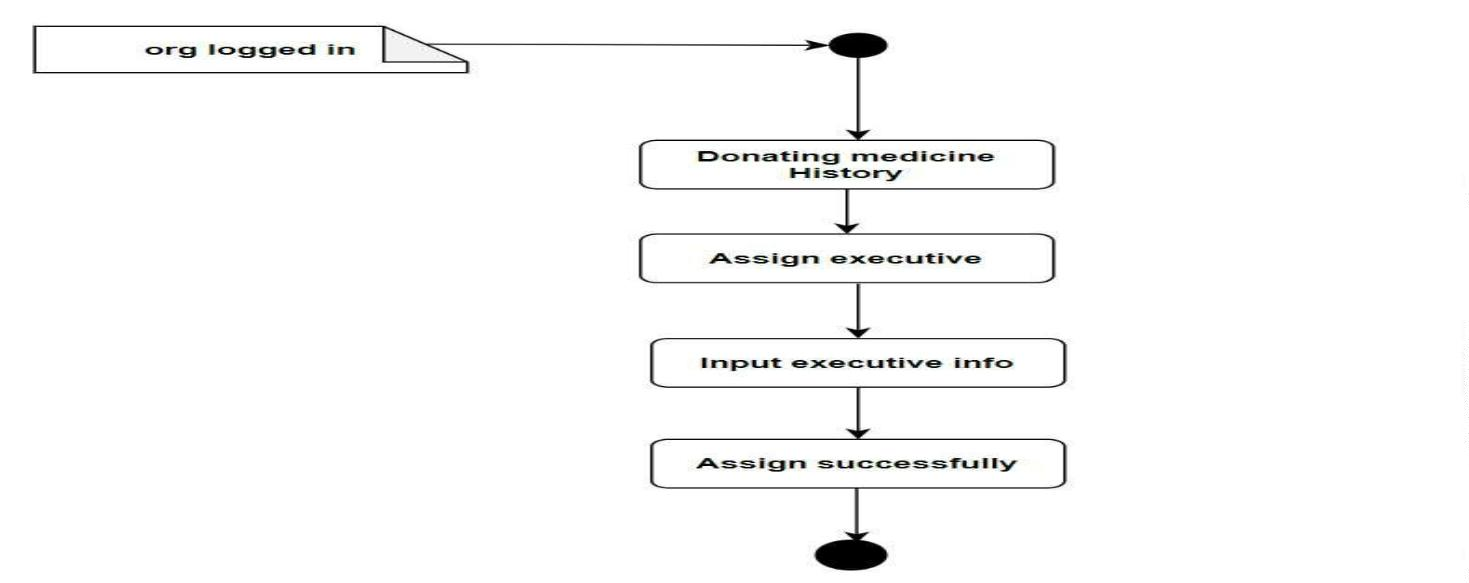 org logged in
Donating medicine
History
Assign executive
Input executive info
Assign successfully